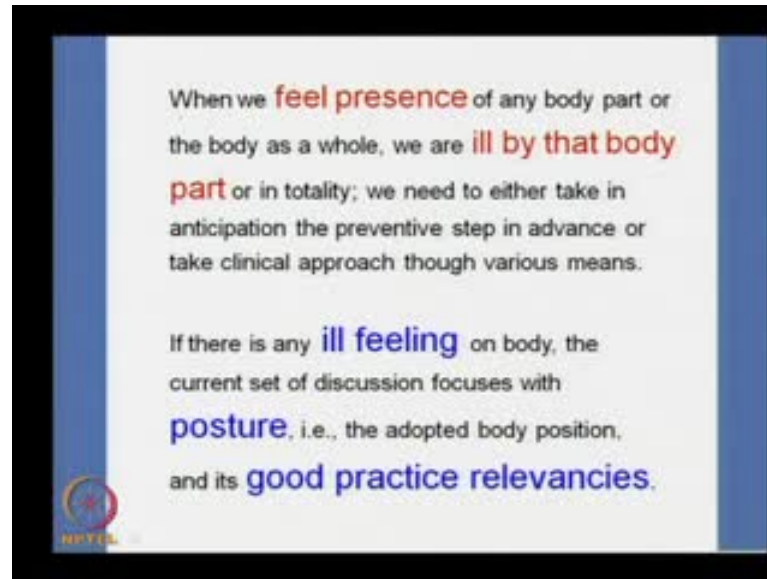 When we feel presence of any body part or
the body as a whole, we are ill by that body
part or in totality; we need to either take in
anticipation the preventive step in advance or
take clinical approach though various means.
If there is any ill feeling on body, the
current set of discussion focuses with
posture, i.e., the adopted body position,
and its good practice relevancies.
NPTEL